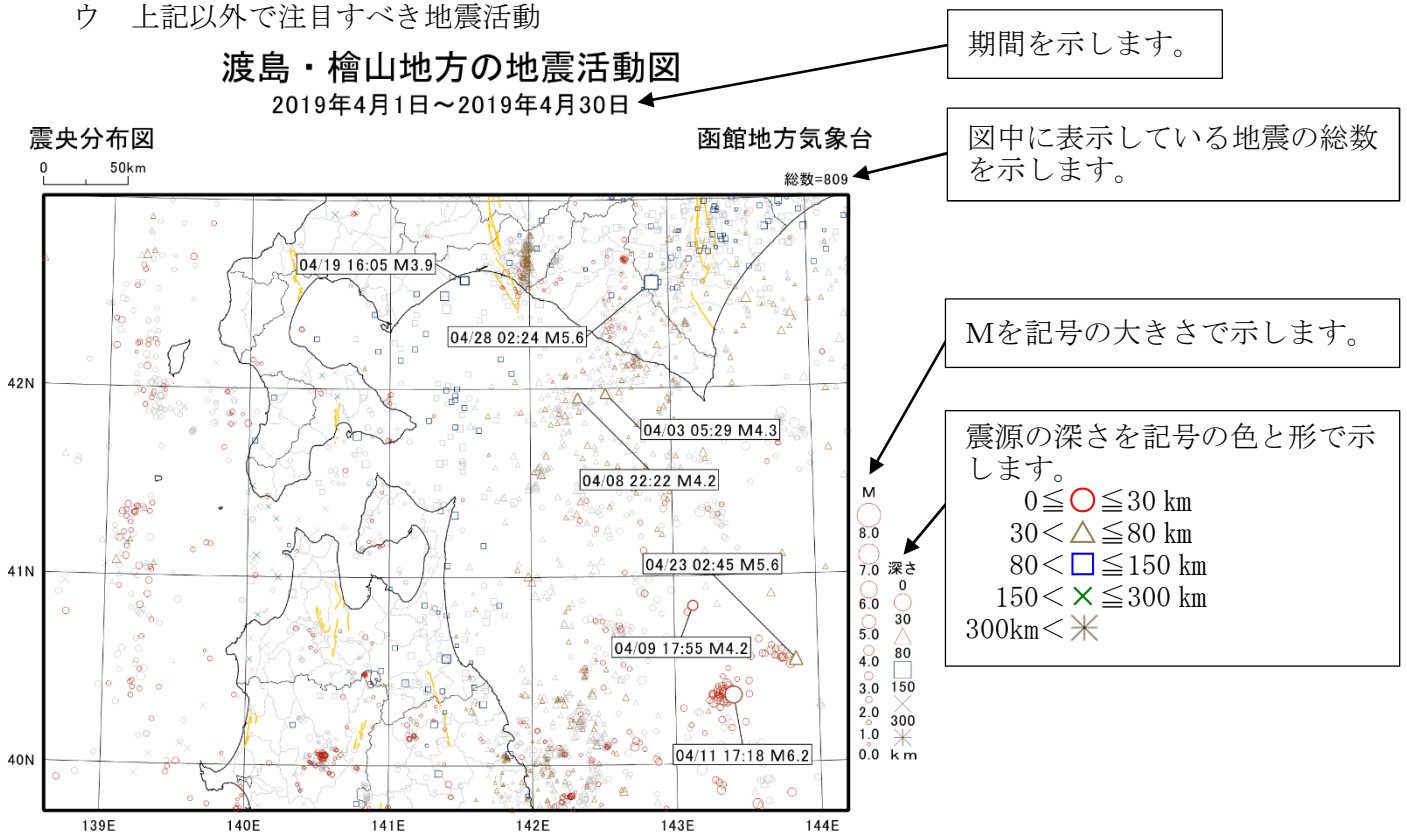 ウ 上記以外で注目すべき地震活動
渡島・檜山地方の地震活動図
2019年4月1日～2019年4月30日
震央分布図
函館地方気象台
0 50km
総数=809
期間を示します。
図中に表示している地震の総数
を示します。
Mを記号の大きさで示します。
震源の深さを記号の色と形で示
します。
0≦○≦30 km
30<△≦80 km
80<□≦150 km
150<×≦300 km
300km<✳
04/19 16:05 M3.9
04/28 02:24 M5.6
04/03 05:29 M4.3
04/08 22:22 M4.2
04/23 02:45 M5.6
04/09 17:55 M4.2
04/11 17:18 M6.2
42N
41N
40N
139E 140E 141E 142E 143E 144E
M
8.0
7.0
6.0
5.0
4.0
3.0
2.0
1.0
0.0
深さ
0
30
80
150
300
km